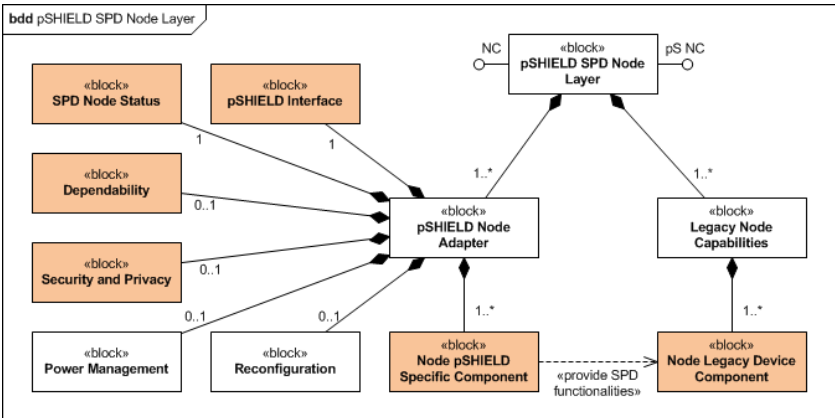 bdd pSHIELD SPD Node Layer
NC
«block»
pSHIELD SPD Node
Layer
pS NC
«block»
SPD Node Status
«block»
pSHIELD Interface
1
1
«block»
Dependability
0..1
1..*
1..*
«block»
pSHIELD Node
Adapter
«block»
Legacy Node
Capabilities
«block»
Security and Privacy
0..1
0..1
0..1
1..*
1..*
«block»
Power Management
«block»
Reconfiguration
«block»
Node pSHIELD
Specific Component
«provide SPD
functionalities»
«block»
Node Legacy Device
Component